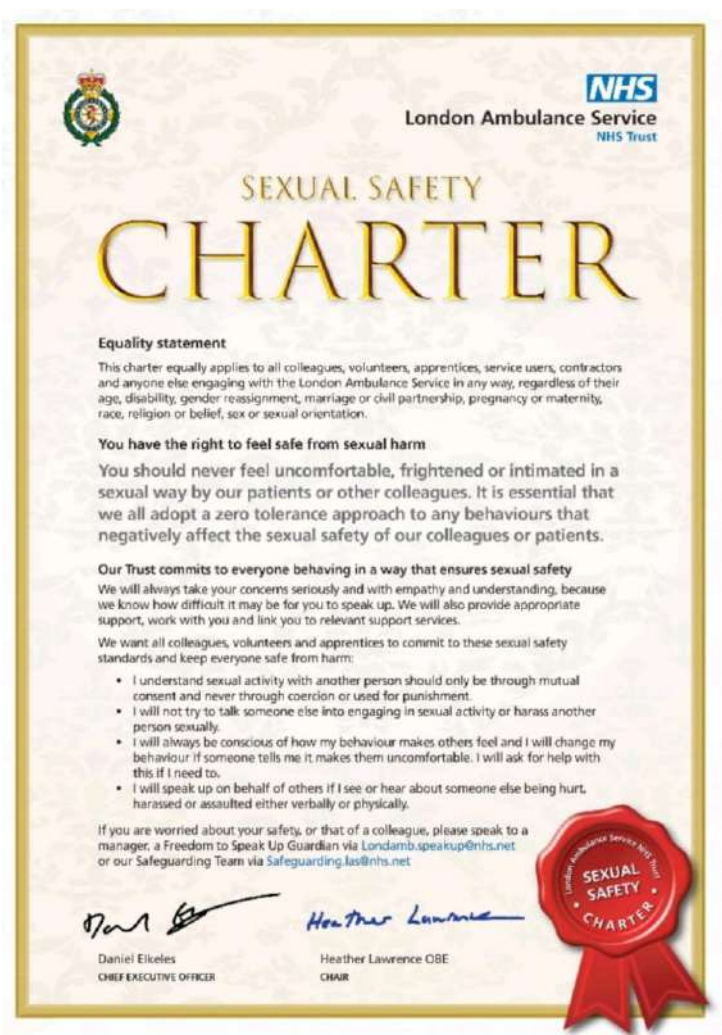 NHS
London Ambulance Service
NHS Trust
SEXUAL SAFETY
CHARTER
Equality statement
This charter equally applies to all colleagues, volunteers, apprentices, service users, contractors
and anyone else engaging with the London Ambulance Service in any way, regardless of their
age, disability, gender reassignment, marriage or civil partnership, pregnancy or maternity,
race, religion or belief, sex or sexual orientation.
You have the right to feel safe from sexual harm
You should never feel uncomfortable, frightened or intimated in a
sexual way by our patients or other colleagues. It is essential that
we all adopt a zero tolerance approach to any behaviours that
negatively affect the sexual safety of our colleagues or patients.
Our Trust commits to everyone behaving in a way that ensures sexual safety
We will always take your concerns seriously and with empathy and understanding, because
we know how difficult it may be for you to speak up. We will also provide appropriate
support, work with you and link you to relevant support services.
We want all colleagues, volunteers and apprentices to commit to these sexual safety
standards and keep everyone safe from harm:
• I understand sexual activity with another person should only be through mutual
consent and never through coercion or used for punishment.
• I will not try to talk someone else into engaging in sexual activity or harass another
person sexually.
• I will always be conscious of how my behaviour makes others feel and I will change my
behaviour if someone tells me it makes them uncomfortable. I will ask for help with
this if I need to.
• I will speak up on behalf of others if I see or hear about someone else being hurt,
harassed or assaulted either verbally or physically.
If you are worried about your safety, or that of a colleague, please speak to a
manager, a Freedom to Speak Up Guardian via Londamb.speakup@nhs.net
or our Safeguarding Team via Safeguarding.las@nhs.net
Heather Lawrence
Daniel Elkeles
CHIEF EXECUTIVE OFFICER
Heather Lawrence OBE
CHAIR
London Ambulance Service NHS Trust
SEXUAL
SAFETY
• CHARTER •